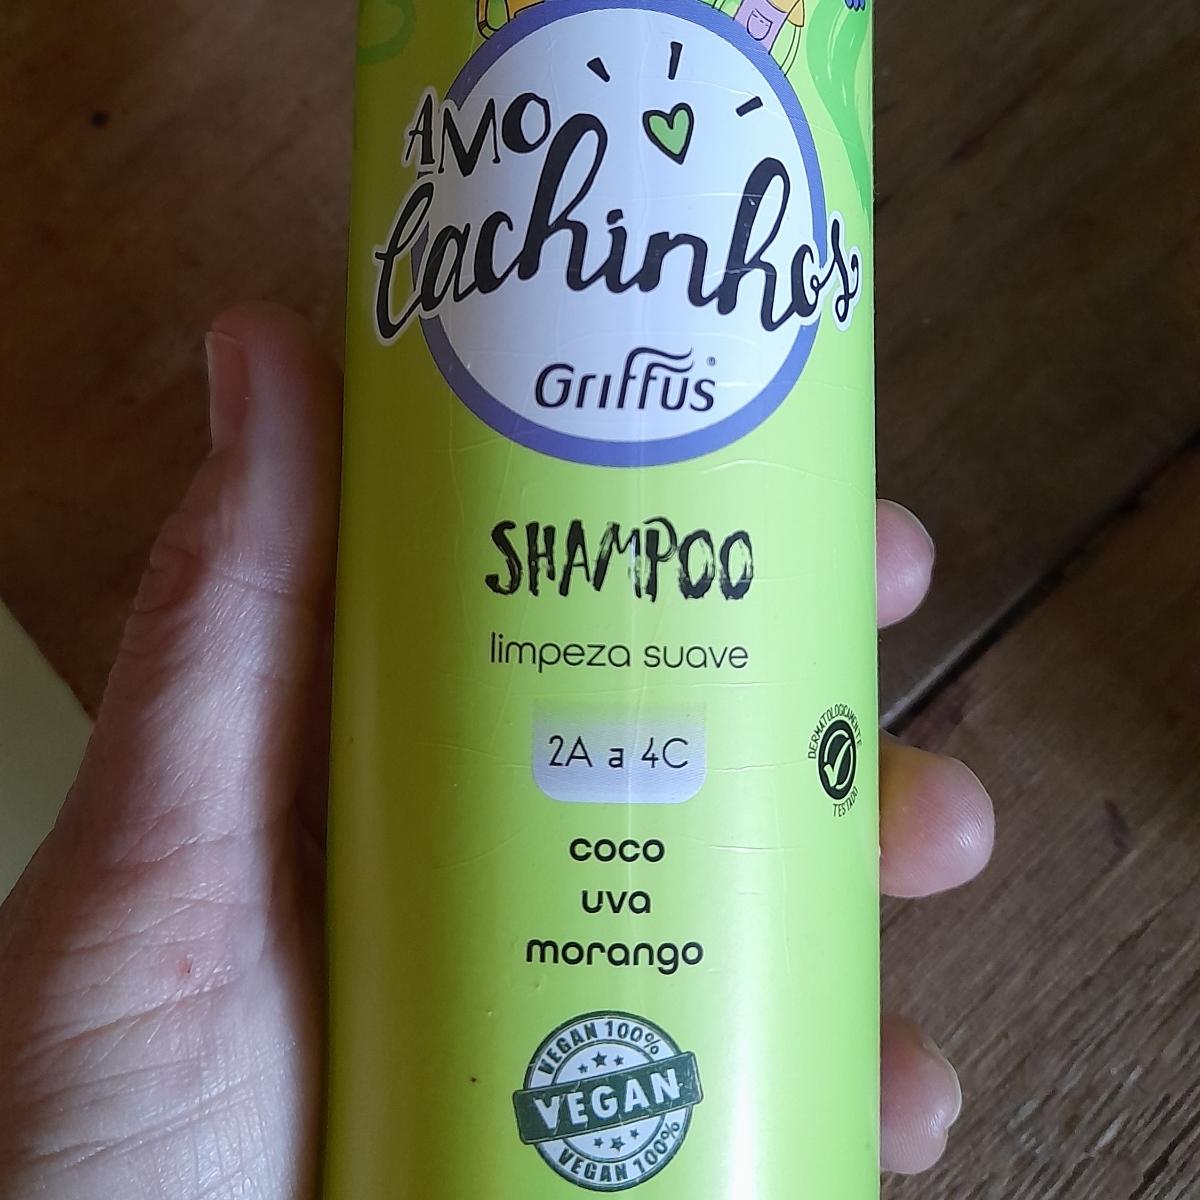 AMO
Cachinhos
Griffus®
SHAMPOO
limpeza suave
2A a 4C
DERMATOLOGICAMENTE
TESTADO
coco
uva
morango
VEGAN 100%
VEGAN
VEGAN 100%